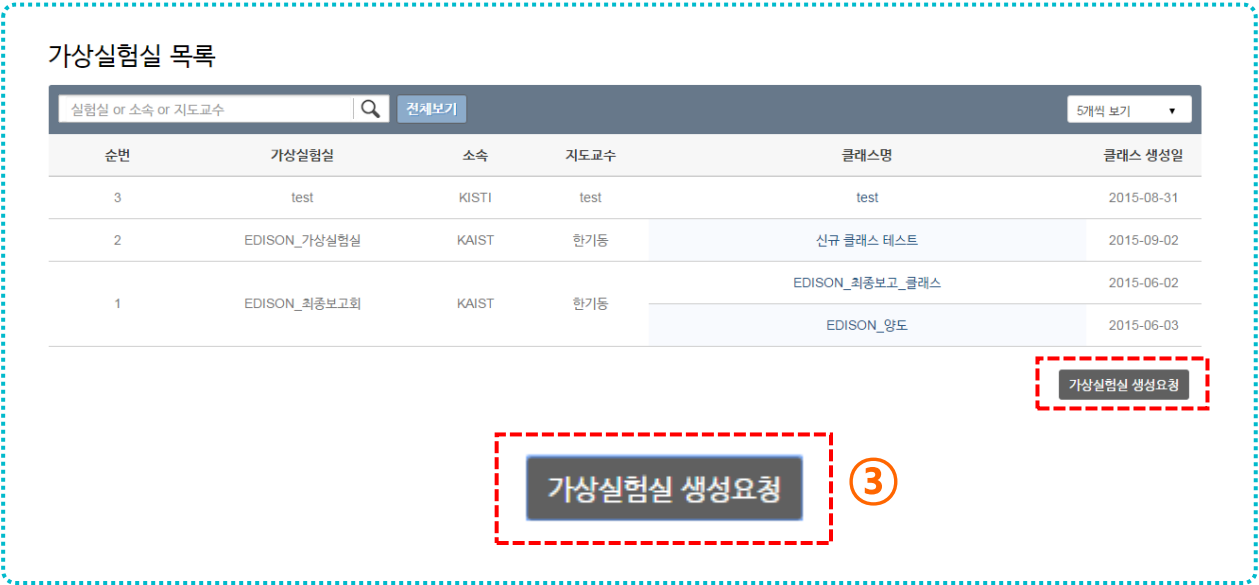 가상실험실 목록
실험실 or 소속 or 지도교수 전체보기 5개씩 보기 ▼
순번 가상실험실 소속 지도교수 클래스명 클래스 생성일
3 test KISTI test test 2015-08-31
2 EDISON_가상실험실 KAIST 한기동 신규 클래스 테스트 2015-09-02
1 EDISON_최종보고회 KAIST 한기동 EDISON_최종보고_클래스 2015-06-02
EDISON_양도 2015-06-03
가상실험실 생성요청
가상실험실 생성요청 ③